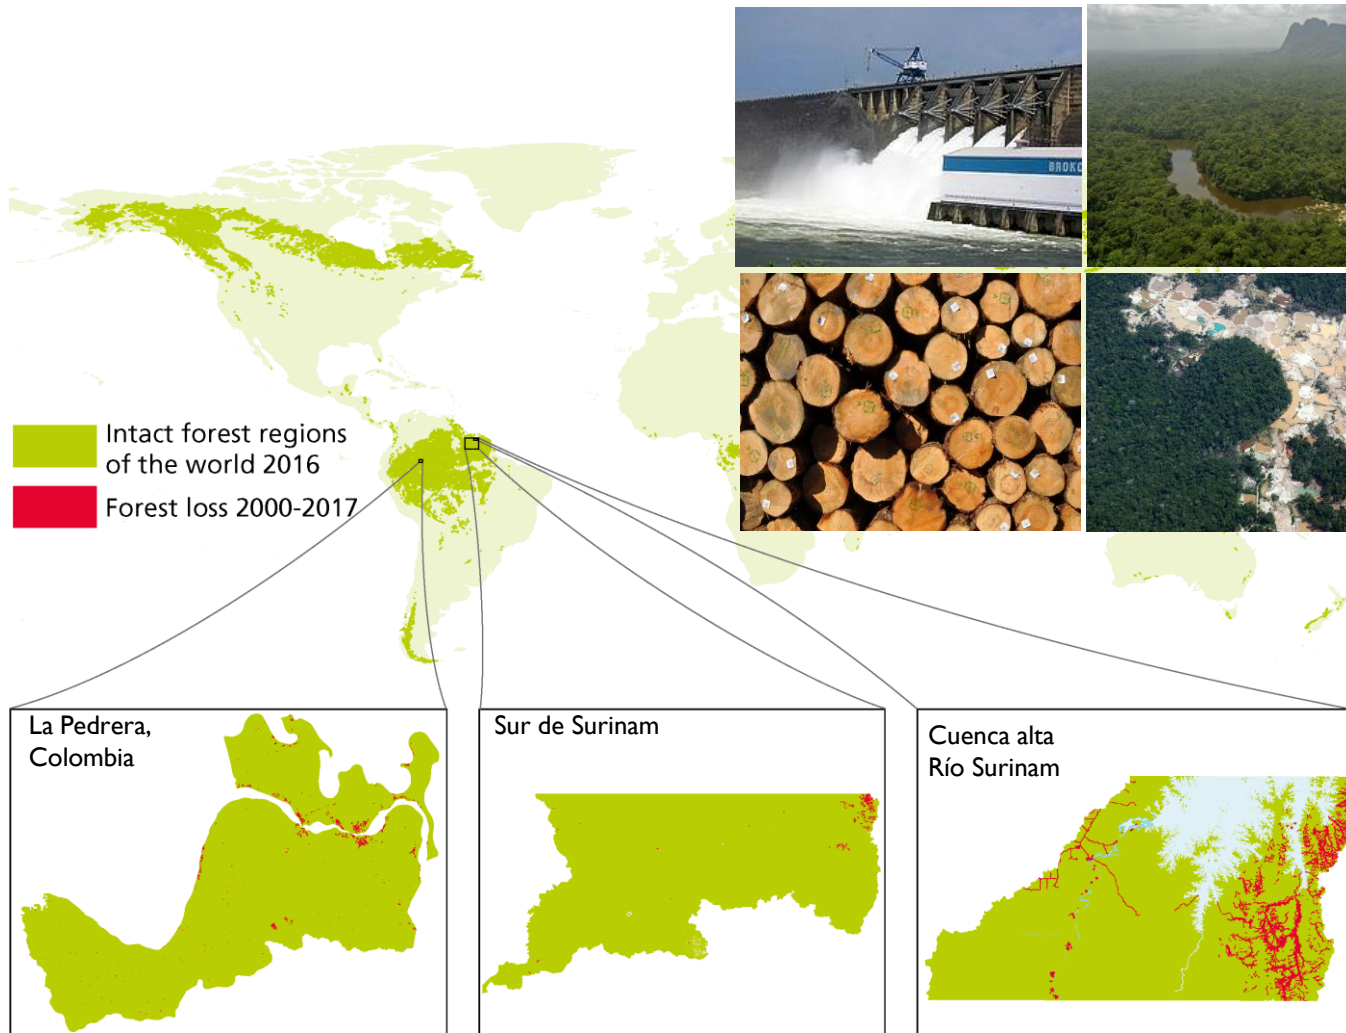 BROKO
Intact forest regions
of the world 2016
Forest loss 2000-2017
La Pedrera,
Colombia
Sur de Surinam
Cuenca alta
Río Surinam